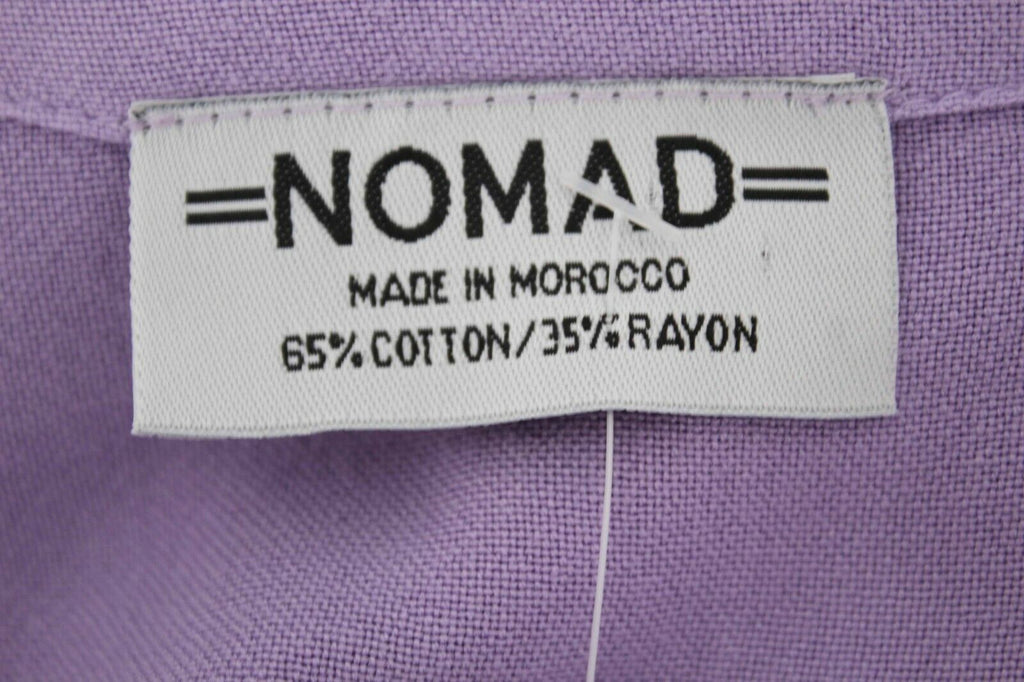 NOMAD
MADE IN MOROCCO
65% COTTON/35% RAYON